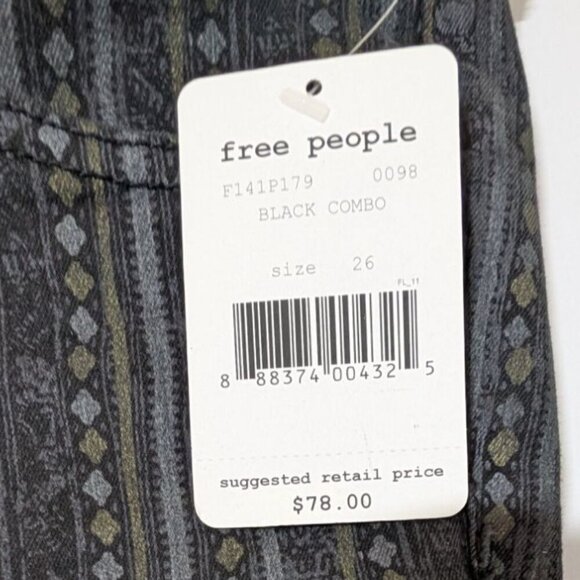 free people
F141P179 0098
BLACK COMBO
size 26
FL_11
8 88374 00432 5
suggested retail price
$78.00